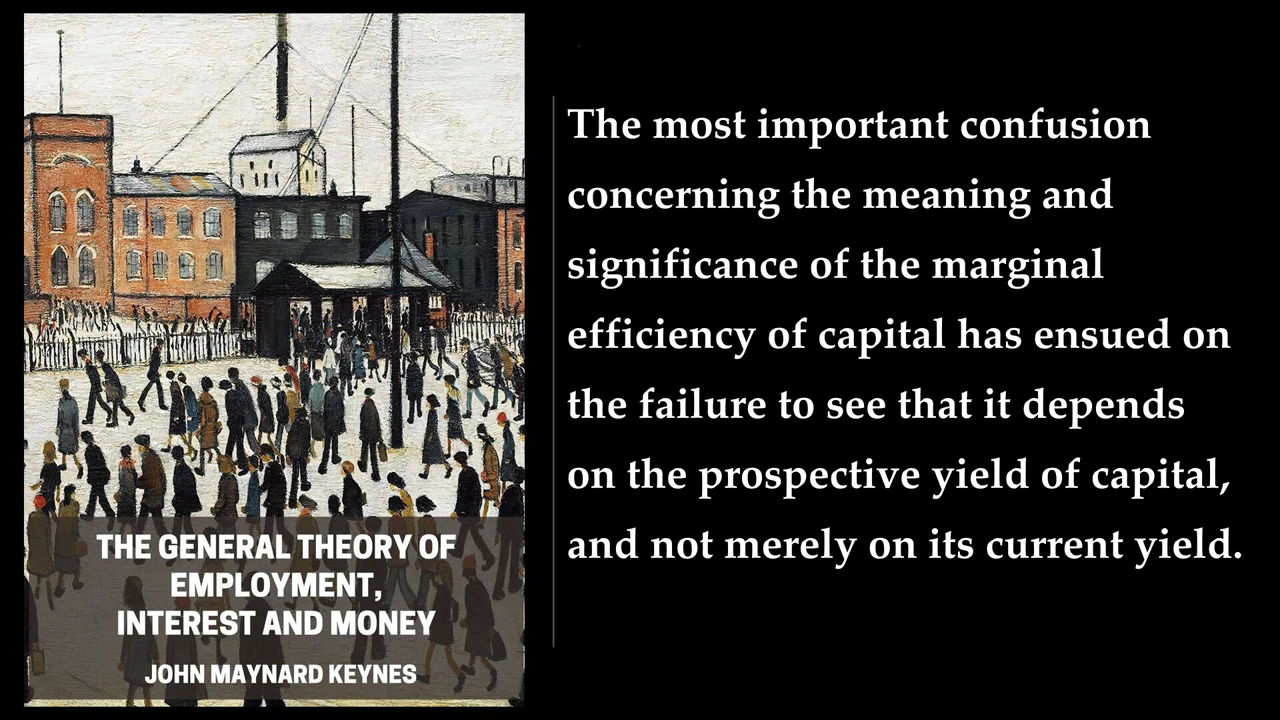 THE GENERAL THEORY OF
EMPLOYMENT,
INTEREST AND MONEY
JOHN MAYNARD KEYNES
The most important confusion
concerning the meaning and
significance of the marginal
efficiency of capital has ensued on
the failure to see that it depends
on the prospective yield of capital,
and not merely on its current yield.